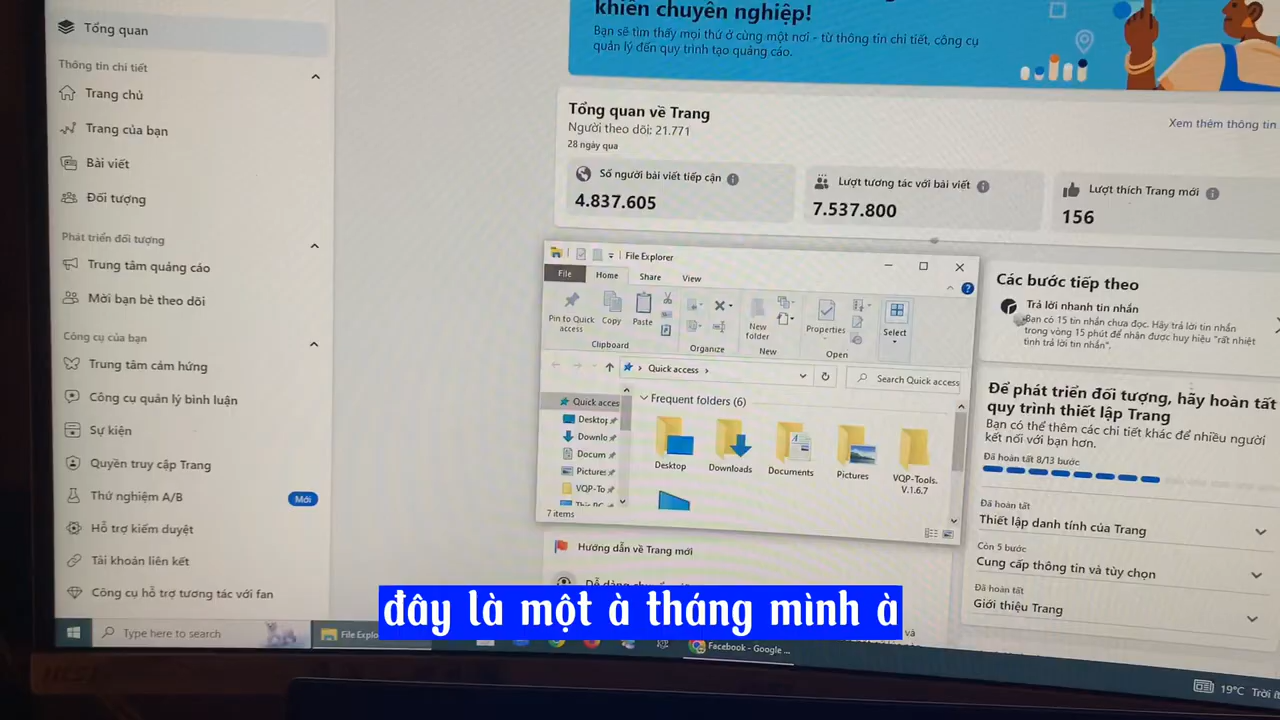 khiển chuyên nghiệp!
Bạn sẽ tìm thấy mọi thứ ở cùng một nơi - từ thông tin chi tiết, công cụ
quản lý đến quy trình tạo quảng cáo.
Tổng quan
Thông tin chi tiết
Trang chủ
Trang của bạn
Bài viết
Đối tượng
Phát triển đối tượng
Trung tâm quảng cáo
Mời bạn bè theo dõi
Công cụ của bạn
Trung tâm cảm hứng
Công cụ quản lý bình luận
Sự kiện
Quyền truy cập Trang
Thử nghiệm A/B
Mới
Hỗ trợ kiểm duyệt
Tài khoản liên kết
Công cụ hỗ trợ tương tác với fan
Tổng quan về Trang
Xem thêm thông tin
Người theo dõi: 21.771
28 ngày qua
Số người bài viết tiếp cận
4.837.605
Lượt tương tác với bài viết
7.537.800
Lượt thích Trang mới
156
File Explorer
File Home Share View
Pin to Quick
access
Copy
Paste
Clipboard
Organize
New
folder
New
Properties
Open
Select
Quick access
Search Quick access
Quick acces
Desktop
Downlo
Docum
Pictures
VQP-To
This PC
Frequent folders (6)
Desktop
Downloads
Documents
Pictures
VQP-Tools.
V.1.6.7
7 items
Các bước tiếp theo
Trả lời nhanh tin nhắn
Bạn có 15 tin nhắn chưa đọc. Hãy trả lời tin nhắn
trong vòng 15 phút để nhận được huy hiệu "rất nhiệt
tình trả lời tin nhắn".
Để phát triển đối tượng, hãy hoàn tất
quy trình thiết lập Trang
Bạn có thể thêm các chi tiết khác để nhiều người
kết nối với bạn hơn.
Đã hoàn tất 8/13 bước
Đã hoàn tất
Thiết lập danh tính của Trang
Còn 5 bước
Cung cấp thông tin và tùy chọn
Đã hoàn tất
Giới thiệu Trang
Hướng dẫn về Trang mới
và
đây là một à tháng mình à
Type here to search
File Explo
Facebook - Google ...
19°C Trời